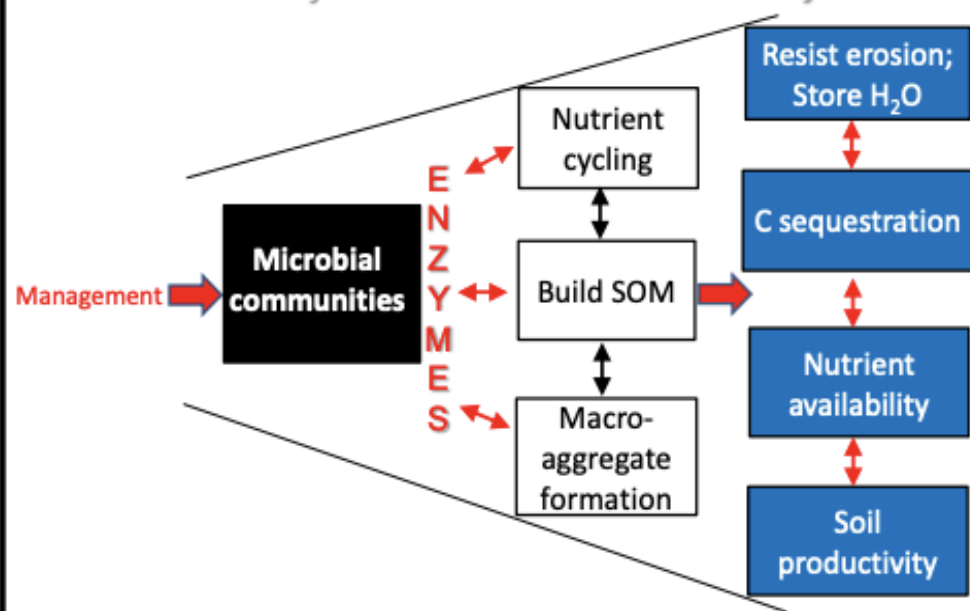 Management
Microbial
communities
ENZYMES
Nutrient
cycling
Build SOM
Macro-
aggregate
formation
Resist erosion;
Store H₂O
C sequestration
Nutrient
availability
Soil
productivity